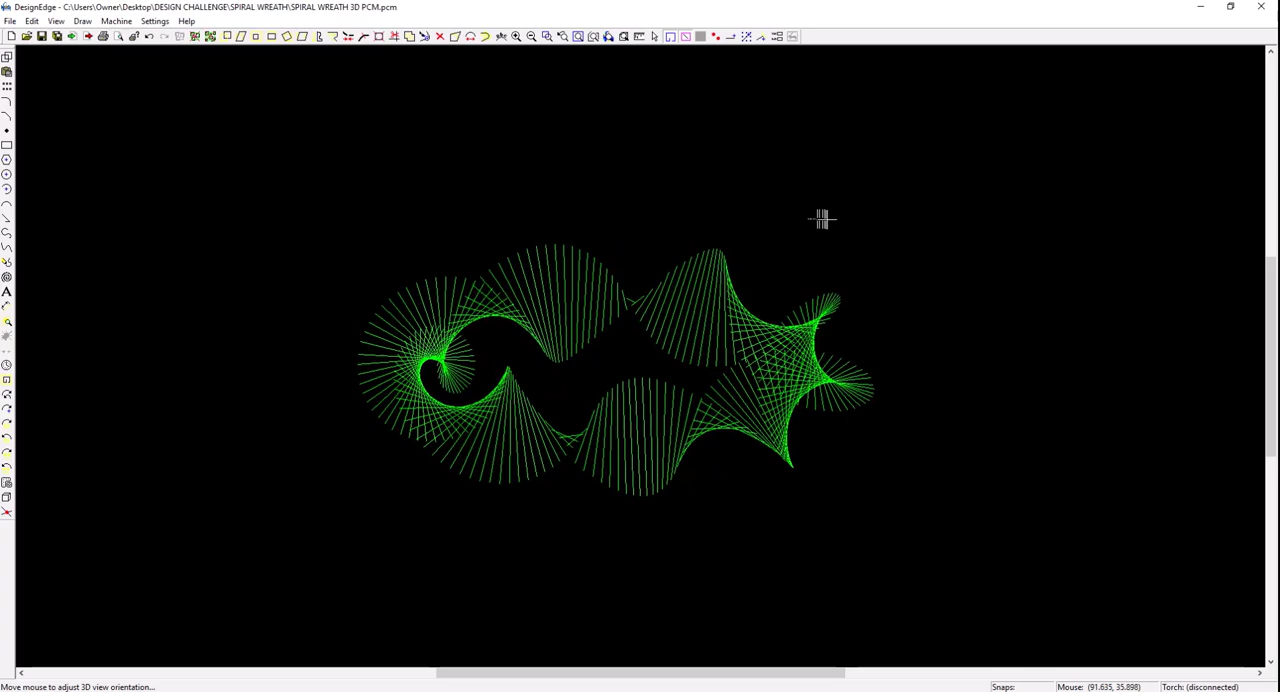 DesignEdge - C:\Users\Owner\Desktop\DESIGN CHALLENGE\SPIRAL WREATH\SPIRAL WREATH 3D PCM.pcm
File Edit View Draw Machine Settings Help
A
Move mouse to adjust 3D view orientation...
Snaps: Mouse: (91.635, 35.898) Torch: (disconnected)